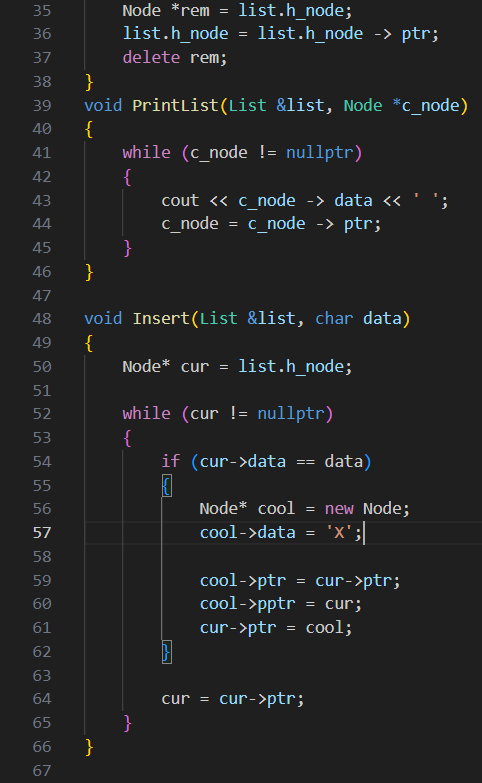 35 Node *rem = list.h_node;
36 list.h_node = list.h_node -> ptr;
37 delete rem;
38 }
39 void PrintList(List &list, Node *c_node)
40 {
41 while (c_node != nullptr)
42 {
43 cout << c_node -> data << ' ';
44 c_node = c_node -> ptr;
45 }
46 }
47
48 void Insert(List &list, char data)
49 {
50 Node* cur = list.h_node;
51
52 while (cur != nullptr)
53 {
54 if (cur->data == data)
55 {
56 Node* cool = new Node;
57 cool->data = 'X';
58
59 cool->ptr = cur->ptr;
60 cool->pptr = cur;
61 cur->ptr = cool;
62 }
63
64 cur = cur->ptr;
65 }
66 }
67